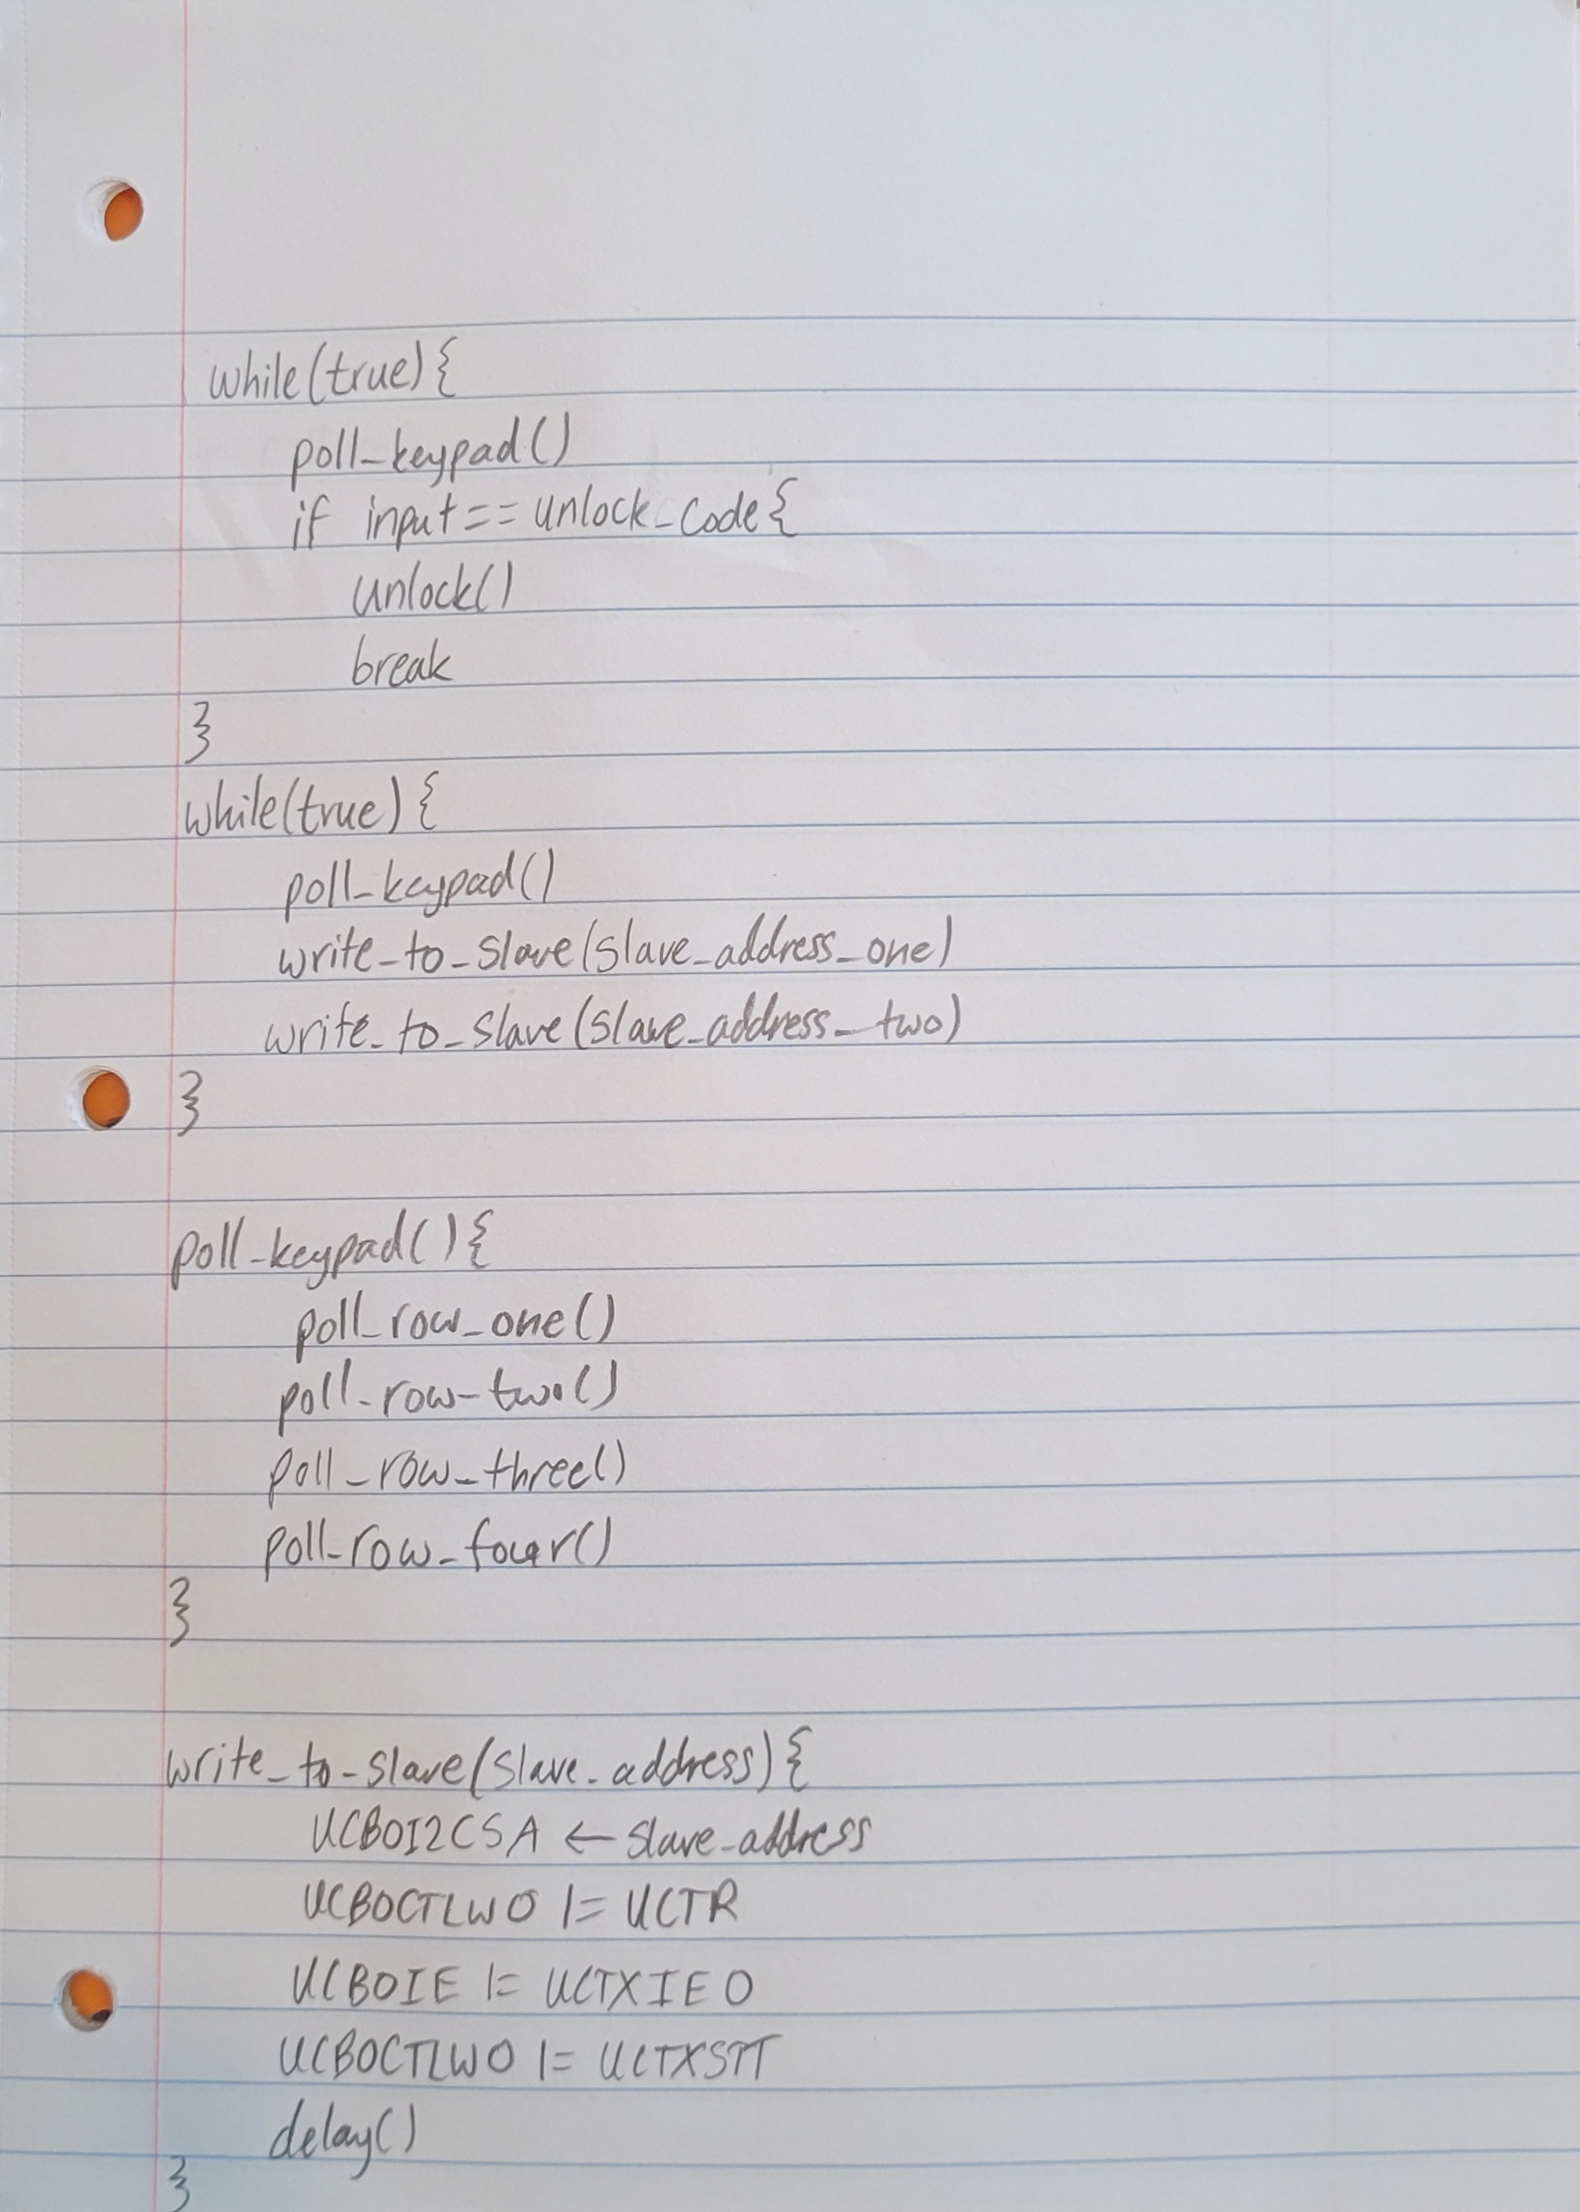 while(true){
poll_keypad()
if input==unlock_code{
unlock()
break
}
while(true){
poll_keypad()
write_to_slave(slave_address_one)
write_to_slave(slave_address_two)
}
poll_keypad(){
poll_row_one()
poll_row_two()
poll_row_three()
poll_row_four()
}
write_to_slave(slave_address){
UCB0I2CSA ← slave_address
UCB0CTLW0 |= UCTR
UCB0IE |= UCTXIE0
UCB0CTLW0 |= UCTXSTT
delay()
}